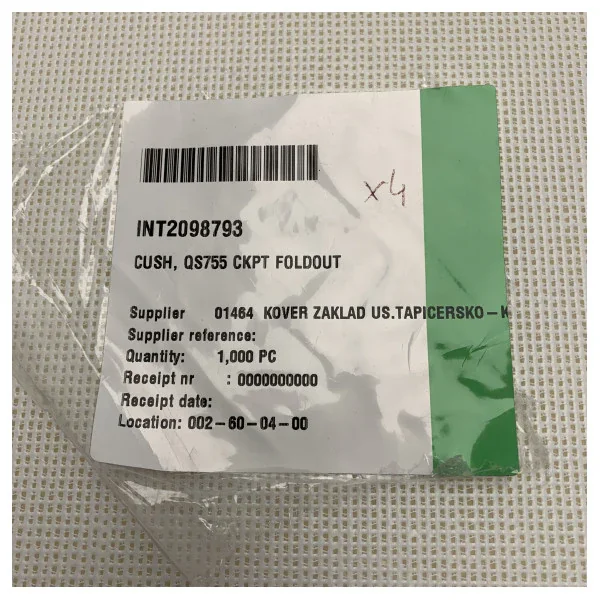 x4
INT2098793
CUSH, QS755 CKPT FOLDOUT
Supplier 01464 KOVER ZAKLAD US.TAPICERSKO-K
Supplier reference:
Quantity: 1,000 PC
Receipt nr : 0000000000
Receipt date:
Location: 002-60-04-00